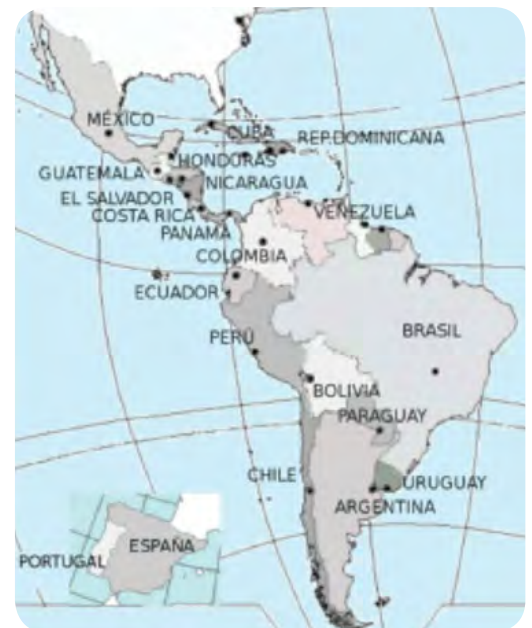 MÉXICO
CUBA
REP.DOMINICANA
HONDURAS
GUATEMALA
NICARAGUA
EL SALVADOR
COSTA RICA
VENEZUELA
PANAMÁ
COLOMBIA
ECUADOR
PERÚ
BRASIL
BOLIVIA
PARAGUAY
CHILE
URUGUAY
ARGENTINA
ESPAÑA
PORTUGAL